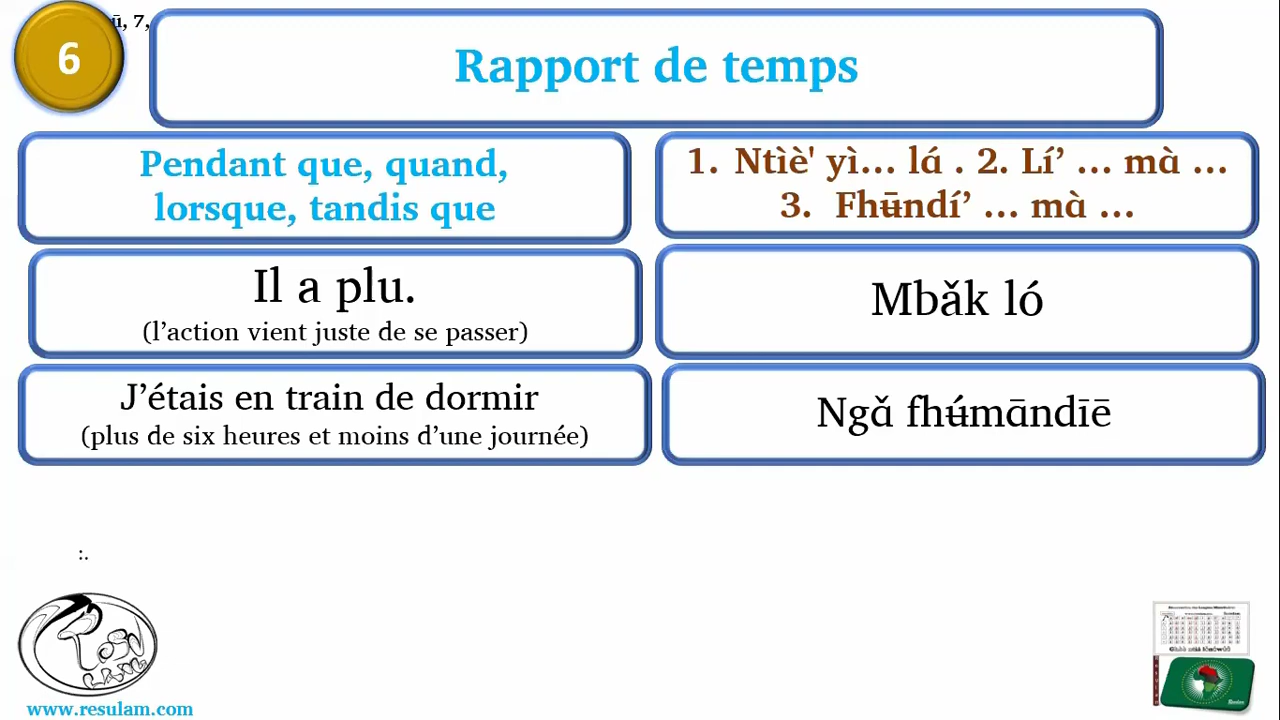 ū, 7,
6
Rapport de temps
Pendant que, quand,
lorsque, tandis que
1. Ntìè' yì... lá . 2. Lí’ ... mà ...
3. Fhʉ̄ndí’ ... mà ...
Il a plu.
(l’action vient juste de se passer)
Mbǎk ló
J’étais en train de dormir
(plus de six heures et moins d’une journée)
Ngɑ̌ fhʉ́māndīē
:.
www.resulam.com